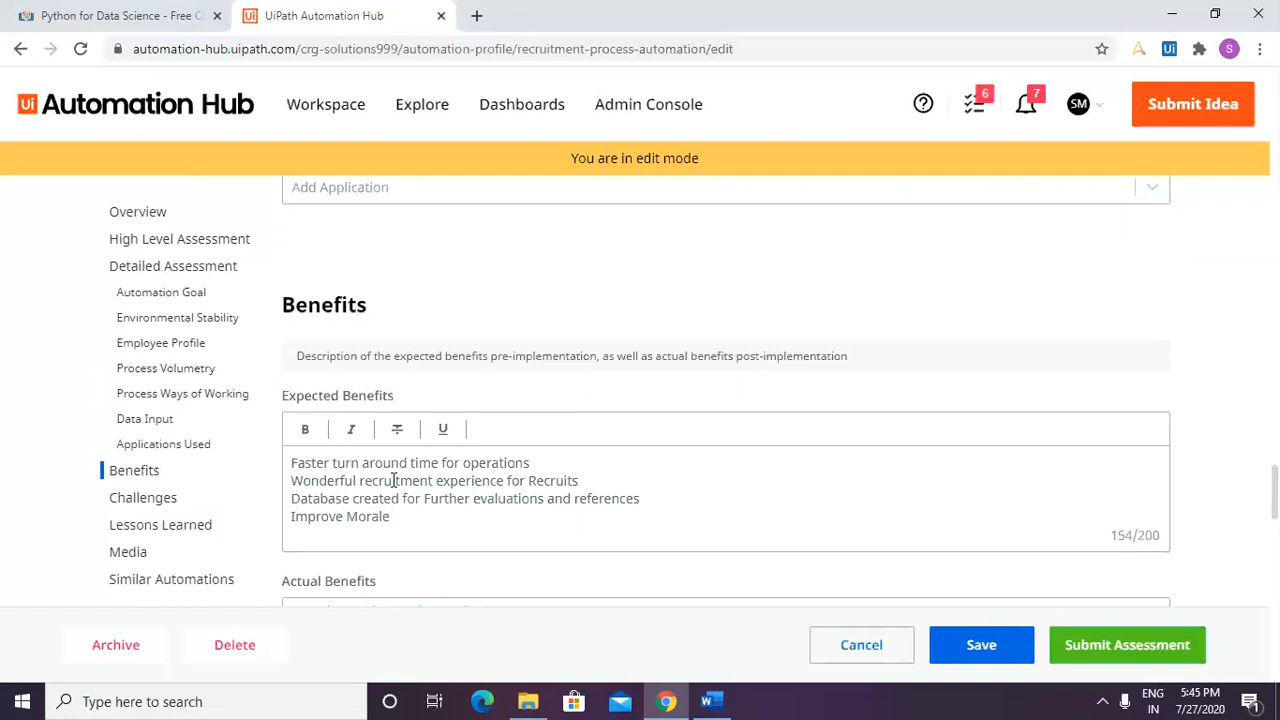 Python for Data Science - Free C
UiPath Automation Hub
automation-hub.uipath.com/crg-solutions999/automation-profile/recruitment-process-automation/edit
S
Ui Automation Hub
Workspace
Explore
Dashboards
Admin Console
6
7
SM
Submit Idea
You are in edit mode
Add Application
Overview
High Level Assessment
Detailed Assessment
Automation Goal
Environmental Stability
Employee Profile
Process Volumetry
Process Ways of Working
Data Input
Applications Used
Benefits
Challenges
Lessons Learned
Media
Similar Automations
Benefits
Description of the expected benefits pre-implementation, as well as actual benefits post-implementation
Expected Benefits
B I S U
Faster turn around time for operations
Wonderful recruitment experience for Recruits
Database created for Further evaluations and references
Improve Morale
154/200
Actual Benefits
Archive
Delete
Cancel
Save
Submit Assessment
Type here to search
ENG
IN
5:45 PM
7/27/2020
1